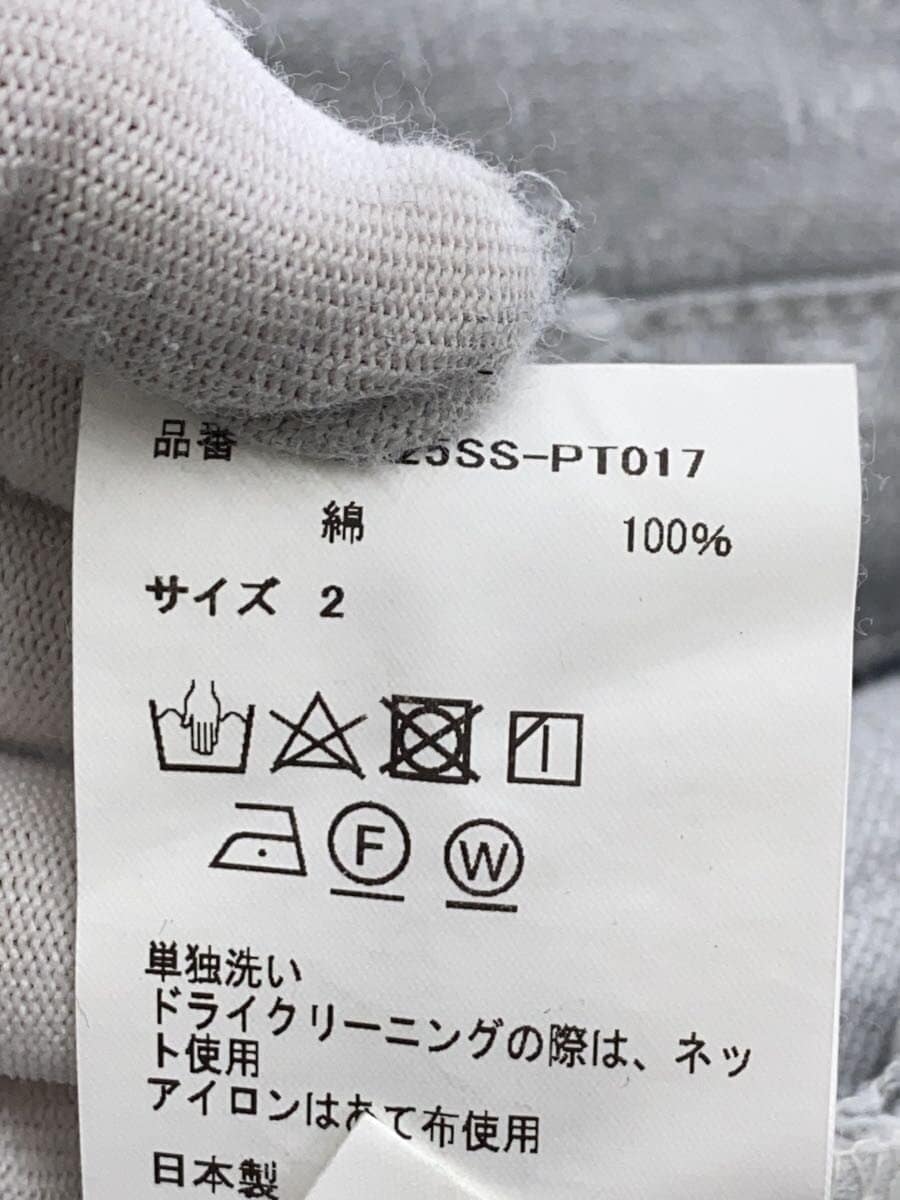 品番 25SS-PT017
綿 100%
サイズ 2
F W
単独洗い
ドライクリーニングの際は、ネッ
ト使用
アイロンはあて布使用
日本製